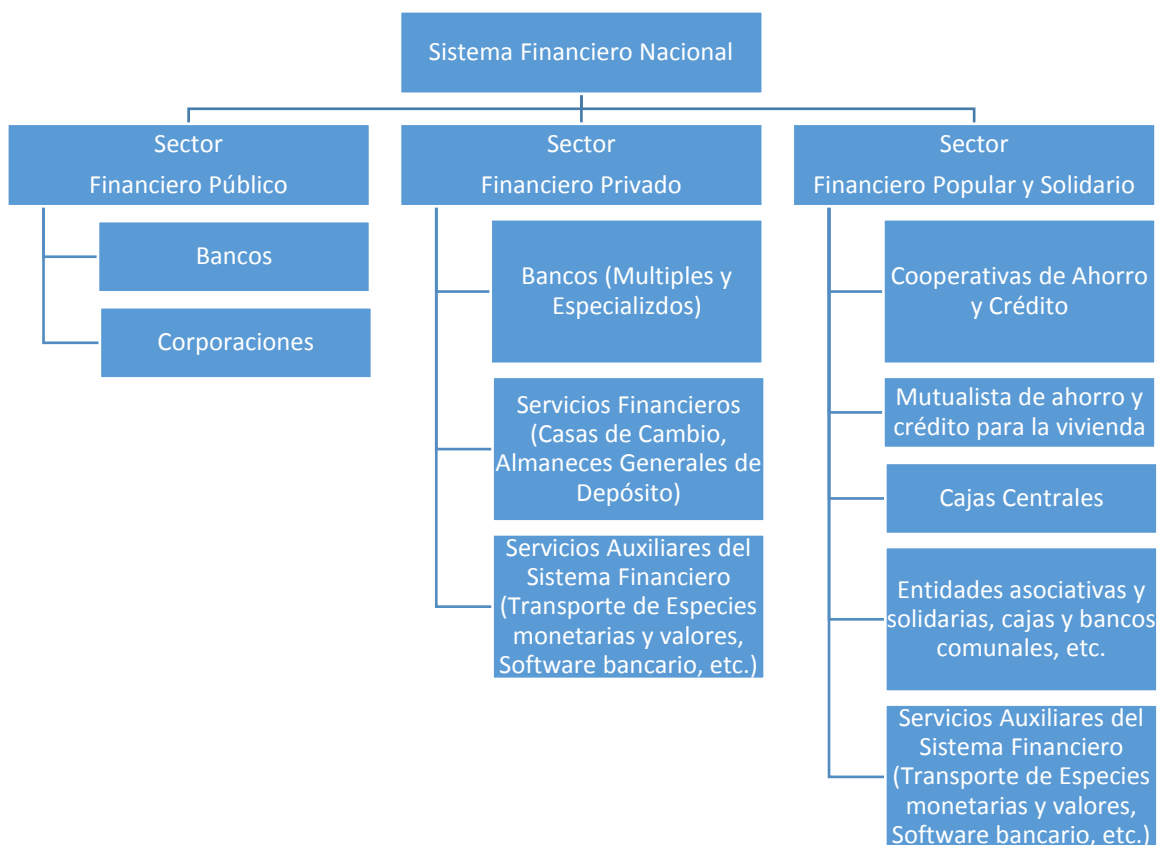 Sistema Financiero Nacional
Sector
Financiero Público
Bancos
Corporaciones
Sector
Financiero Privado
Bancos (Multiples y
Especializdos)
Servicios Financieros
(Casas de Cambio,
Almaneces Generales de
Depósito)
Servicios Auxiliares del
Sistema Financiero
(Transporte de Especies
monetarias y valores,
Software bancario, etc.)
Sector
Financiero Popular y Solidario
Cooperativas de Ahorro
y Crédito
Mutualista de ahorro y
crédito para la vivienda
Cajas Centrales
Entidades asociativas y
solidarias, cajas y bancos
comunales, etc.
Servicios Auxiliares del
Sistema Financiero
(Transporte de Especies
monetarias y valores,
Software bancario, etc.)